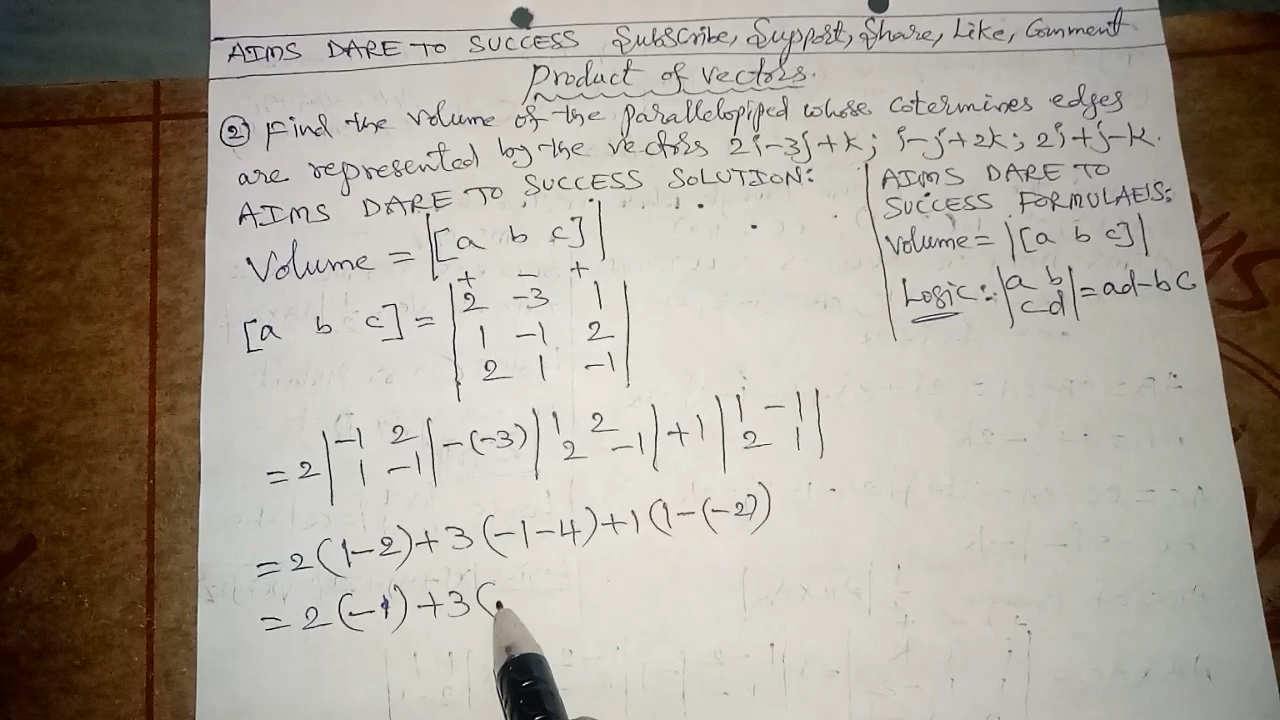 AIMS DARE TO SUCCESS Subscribe, Support, Share, Like, Comment
Product of vectors.
② Find the volume of the parallelopiped whose cotermines edges
are represented by the vectors 2i-3j+k; i-j+2k; 2i+j-k.
AIMS DARE TO SUCCESS SOLUTION:
Volume = |[a b c]|
+ - +
[a b c] = |2 -3 1|
|1 -1 2|
|2 1 -1|
= 2 |-1 2| -(-3) |1 2| +1 |1 -1|
|1 -1| |2 -1| |2 1|
= 2(1-2)+3(-1-4)+1(1-(-2))
= 2(-1)+3(
AIMS DARE TO
SUCCESS FORMULAEIS:
Volume = |[a b c]|
Logic:- |a b| = ad-bc
|c d|